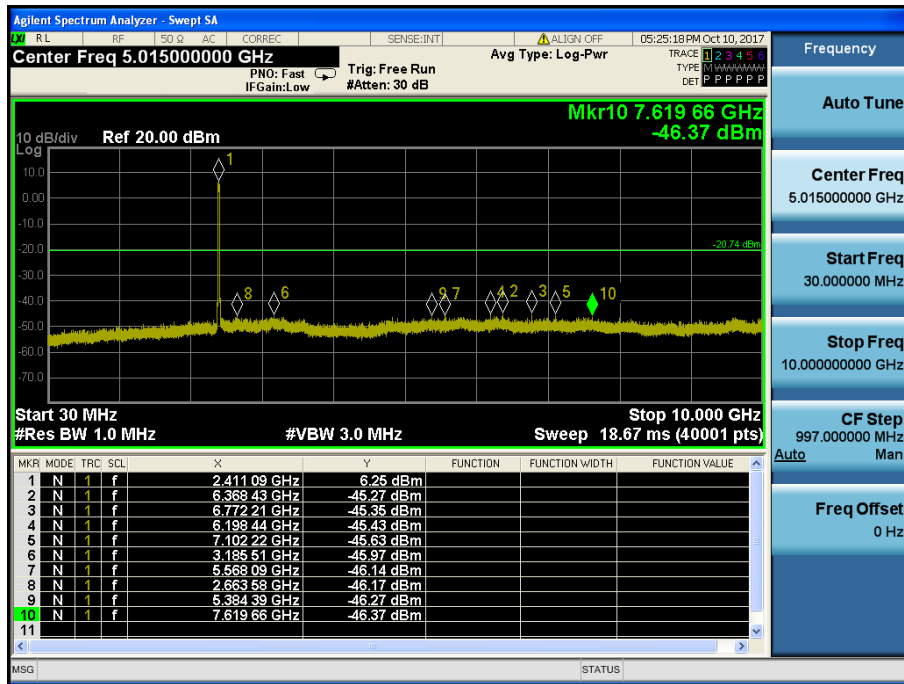 Agilent Spectrum Analyzer - Swept SA
LXI RL RF 50 Ω AC CORREC SENSE:INT ALIGN OFF 05:25:18 PM Oct 10, 2017
Center Freq 5.015000000 GHz
PNO: Fast
IFGain:Low
Trig: Free Run
#Atten: 30 dB
Avg Type: Log-Pwr
TRACE 1 2 3 4 5 6
TYPE M WWWWW
DET P P P P P P
Mkr10 7.619 66 GHz
-46.37 dBm
10 dB/div Ref 20.00 dBm
Log
10.0
0.00
-10.0
-20.0
-30.0
-40.0
-50.0
-60.0
-70.0
-20.74 dBm
1
8 6 9 7 4 2 3 5 10
Start 30 MHz Stop 10.000 GHz
#Res BW 1.0 MHz #VBW 3.0 MHz Sweep 18.67 ms (40001 pts)
MKR MODE TRC SCL X Y FUNCTION FUNCTION WIDTH FUNCTION VALUE
1 N 1 f 2.411 09 GHz 6.25 dBm
2 N 1 f 6.368 43 GHz -45.27 dBm
3 N 1 f 6.772 21 GHz -45.35 dBm
4 N 1 f 6.198 44 GHz -45.43 dBm
5 N 1 f 7.102 22 GHz -45.63 dBm
6 N 1 f 3.185 51 GHz -45.97 dBm
7 N 1 f 5.568 09 GHz -46.14 dBm
8 N 1 f 2.663 58 GHz -46.17 dBm
9 N 1 f 5.384 39 GHz -46.27 dBm
10 N 1 f 7.619 66 GHz -46.37 dBm
11
MSG STATUS
Frequency
Auto Tune
Center Freq
5.015000000 GHz
Start Freq
30.000000 MHz
Stop Freq
10.000000000 GHz
CF Step
997.000000 MHz
Auto Man
Freq Offset
0 Hz